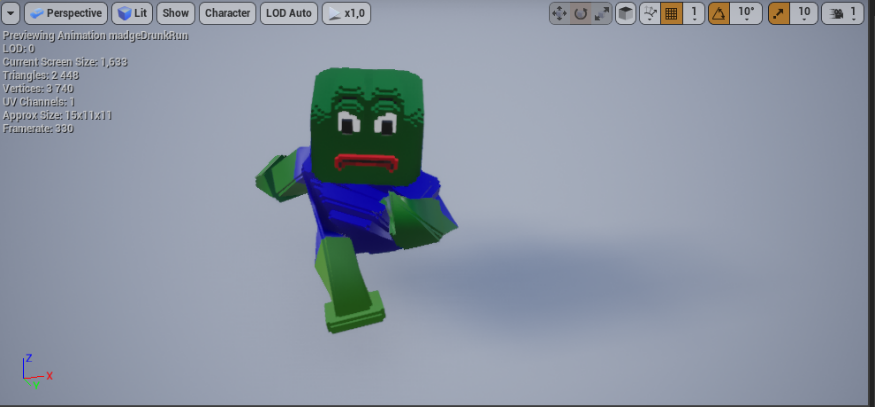 Perspective Lit Show Character LOD Auto x1,0 1 10° 10 1
Previewing Animation madgeDrunkRun
LOD: 0
Current Screen Size: 1,533
Triangles: 2 448
Vertices: 3 740
UV Channels: 1
Approx Size: 15x11x11
Framerate: 330
Z
X
Y